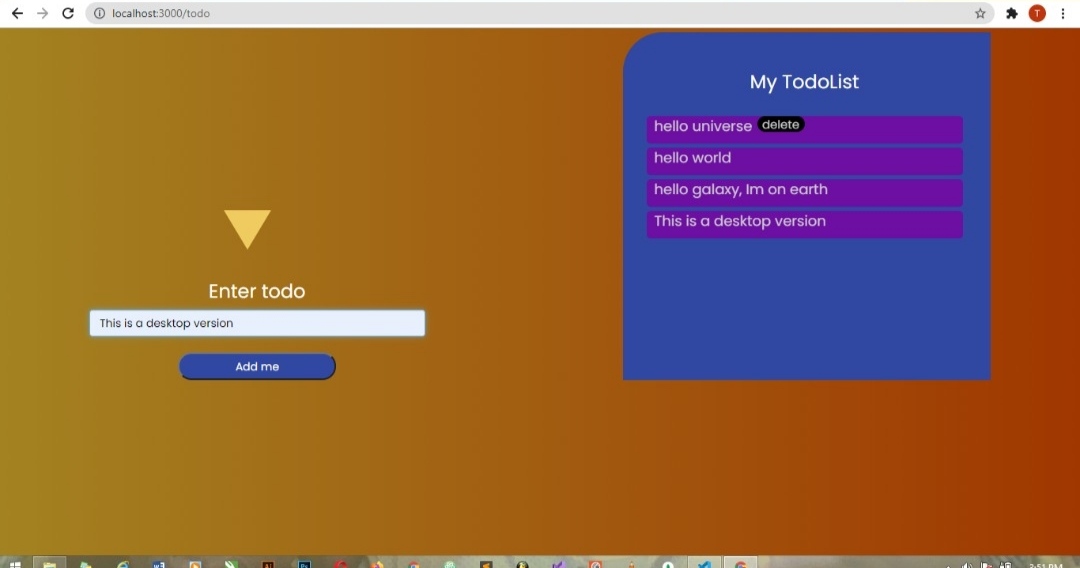 localhost:3000/todo
T
My TodoList
hello universe delete
hello world
hello galaxy, Im on earth
This is a desktop version
Enter todo
This is a desktop version
Add me